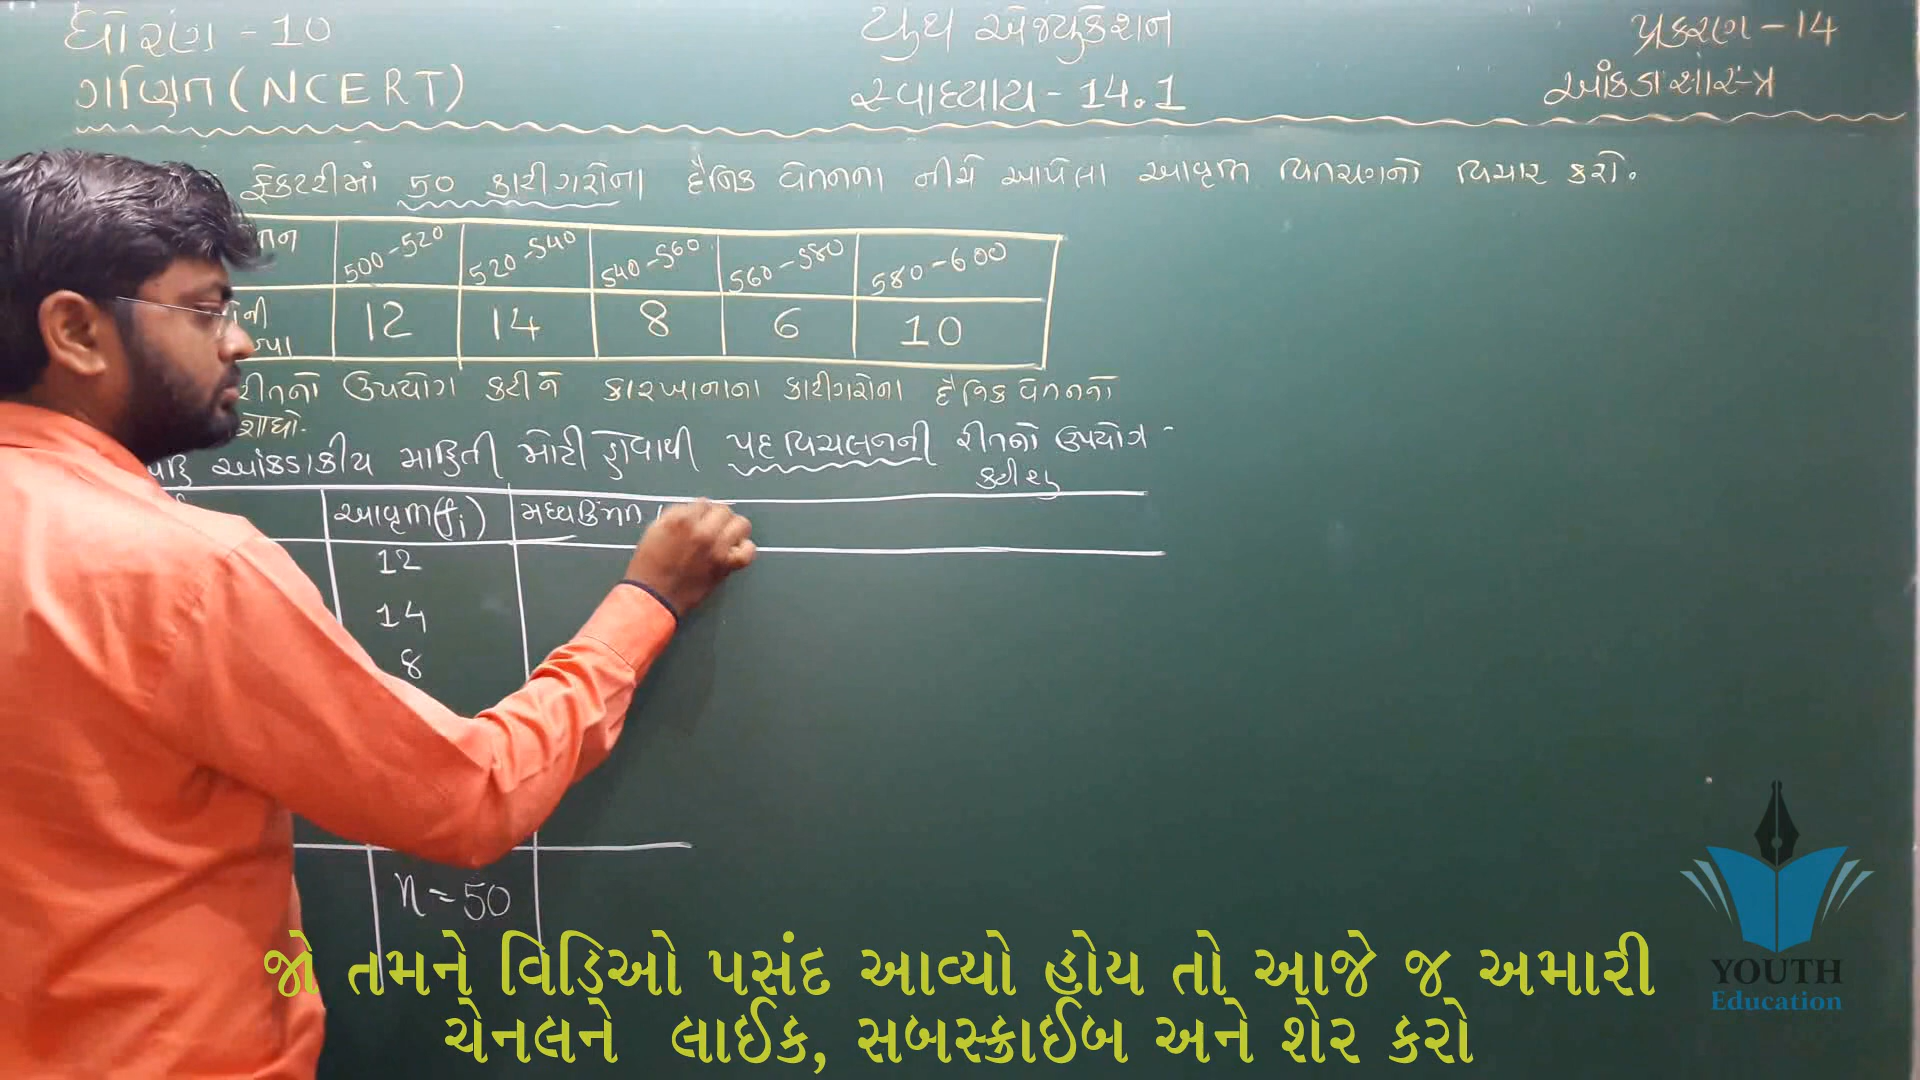 ધોરણ - 10
યુથ એજ્યુકેશન
પ્રકરણ - 14
ગણિત (NCERT)
સ્વાધ્યાય - 14.1
આંકડાશાસ્ત્ર
ફેકટરીમાં 50 કારીગરોના દૈનિક વેતનના નીચે આપેલા આવૃત્તિ વિતરણનો વિચાર કરો.
500-520 520-540 540-560 560-580 580-600
12 14 8 6 10
રીતનો ઉપયોગ કરીને કારખાનાના કારીગરોના દૈનિક વેતનનો
શોધો.
આંકડાકીય માહિતી મોટી હોવાથી પદ વિચલનની રીતનો ઉપયોગ
કરીશું
આવૃત્તિ (fi) મધ્યકિંમત (
12
14
8
n = 50
જો તમને વિડિઓ પસંદ આવ્યો હોય તો આજે જ અમારી
ચેનલને લાઈક, સબસ્ક્રાઈબ અને શેર કરો
YOUTH
Education